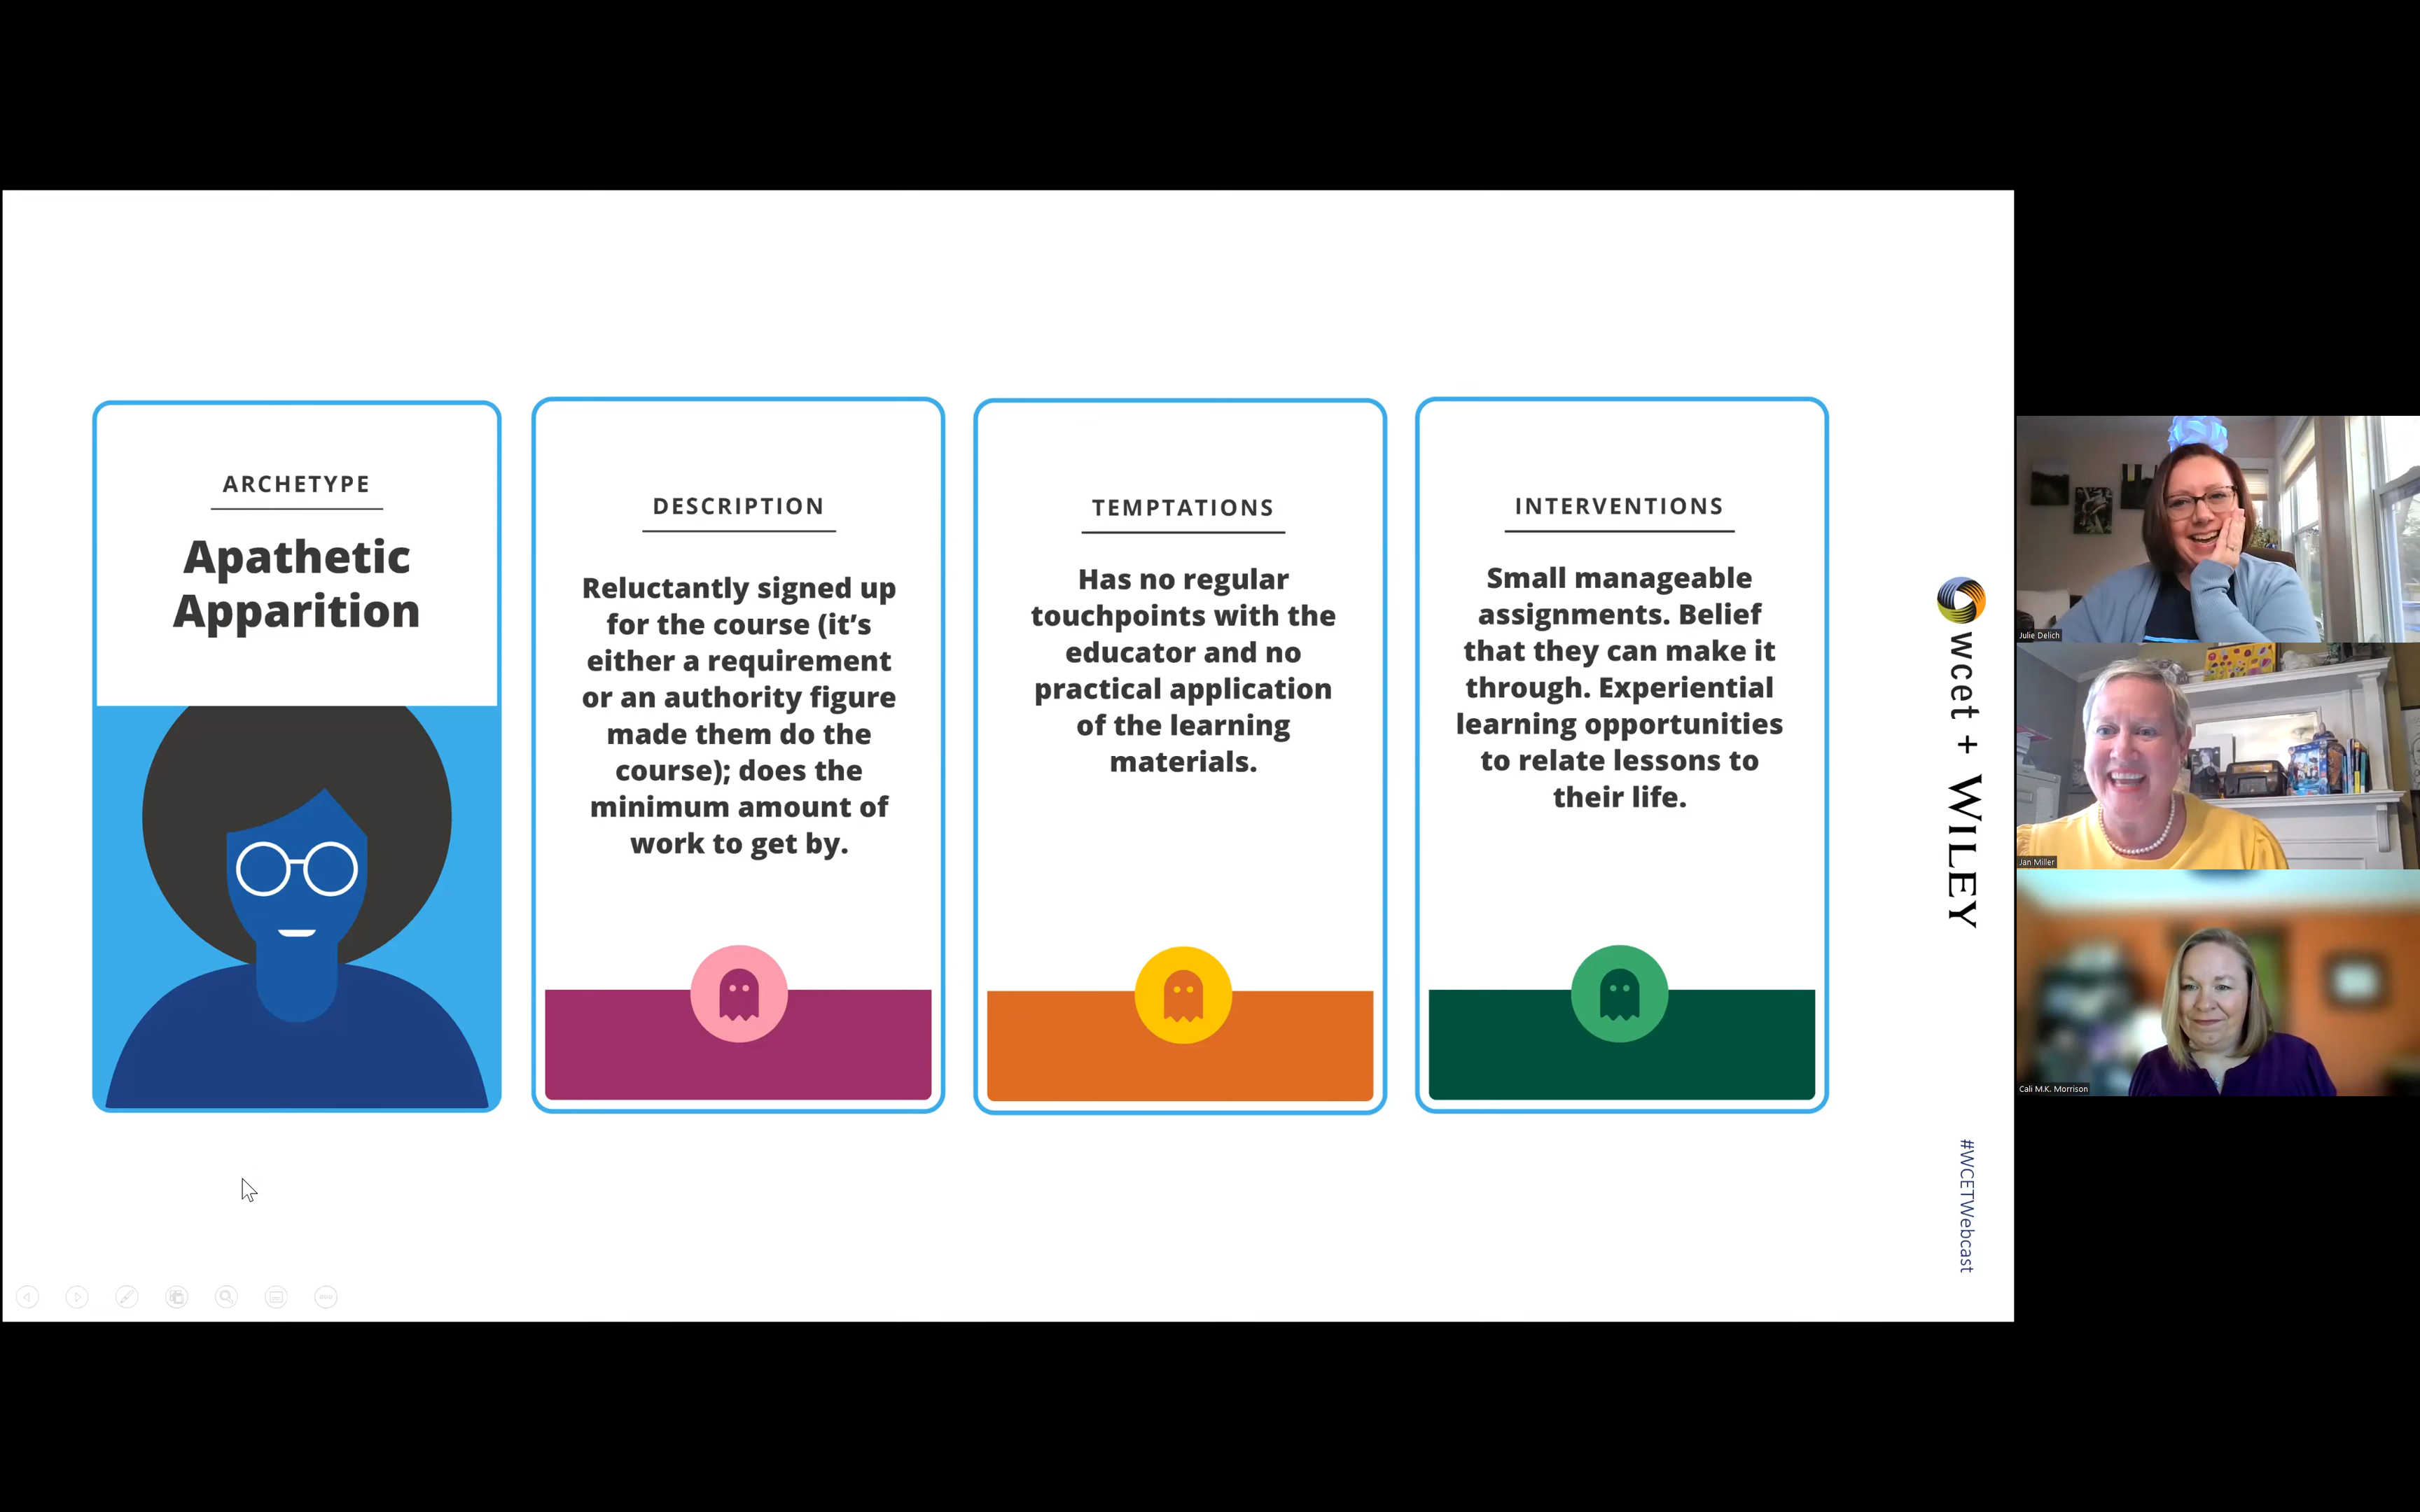 ARCHETYPE
Apathetic
Apparition
DESCRIPTION
Reluctantly signed up
for the course (it’s
either a requirement
or an authority figure
made them do the
course); does the
minimum amount of
work to get by.
TEMPTATIONS
Has no regular
touchpoints with the
educator and no
practical application
of the learning
materials.
INTERVENTIONS
Small manageable
assignments. Belief
that they can make it
through. Experiential
learning opportunities
to relate lessons to
their life.
wcet + WILEY
#WCETWebcast
Julie Delich
Jan Miller
Cali M.K. Morrison